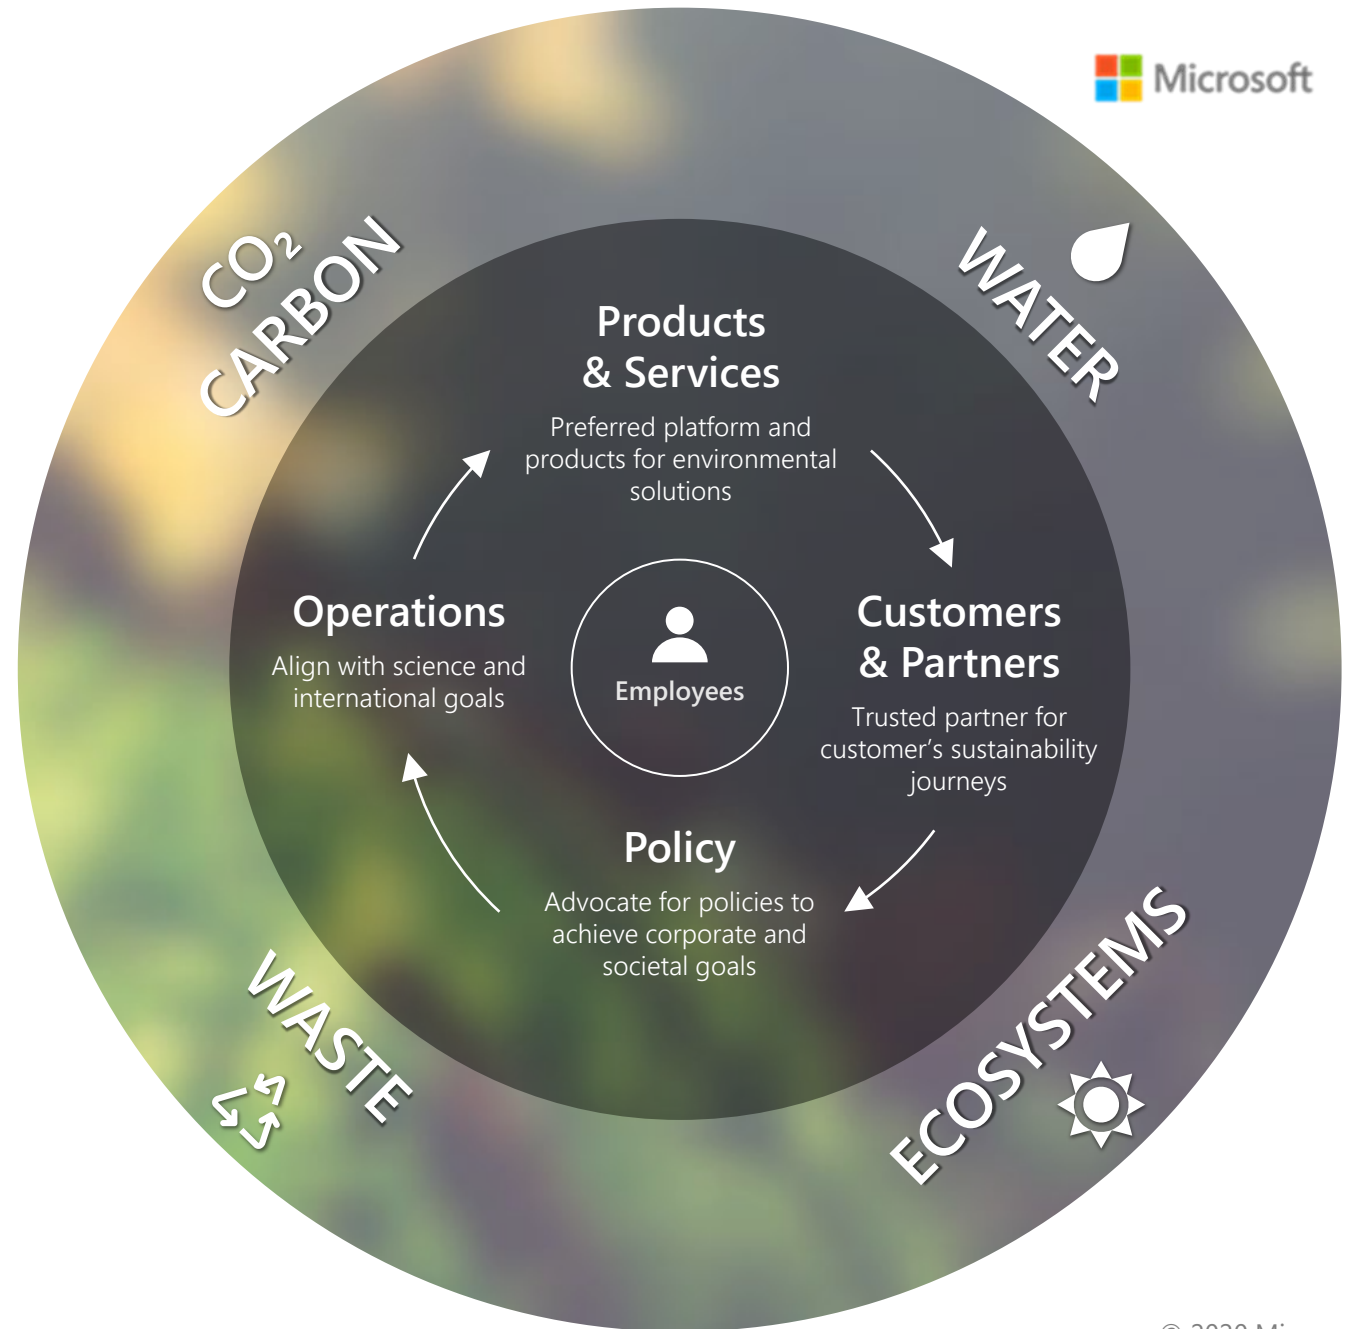 Microsoft
CO₂
CARBON
WATER
Products
& Services
Preferred platform and
products for environmental
solutions
Operations
Align with science and
international goals
Employees
Customers
& Partners
Trusted partner for
customer’s sustainability
journeys
Policy
Advocate for policies to
achieve corporate and
societal goals
WASTE
ECOSYSTEMS